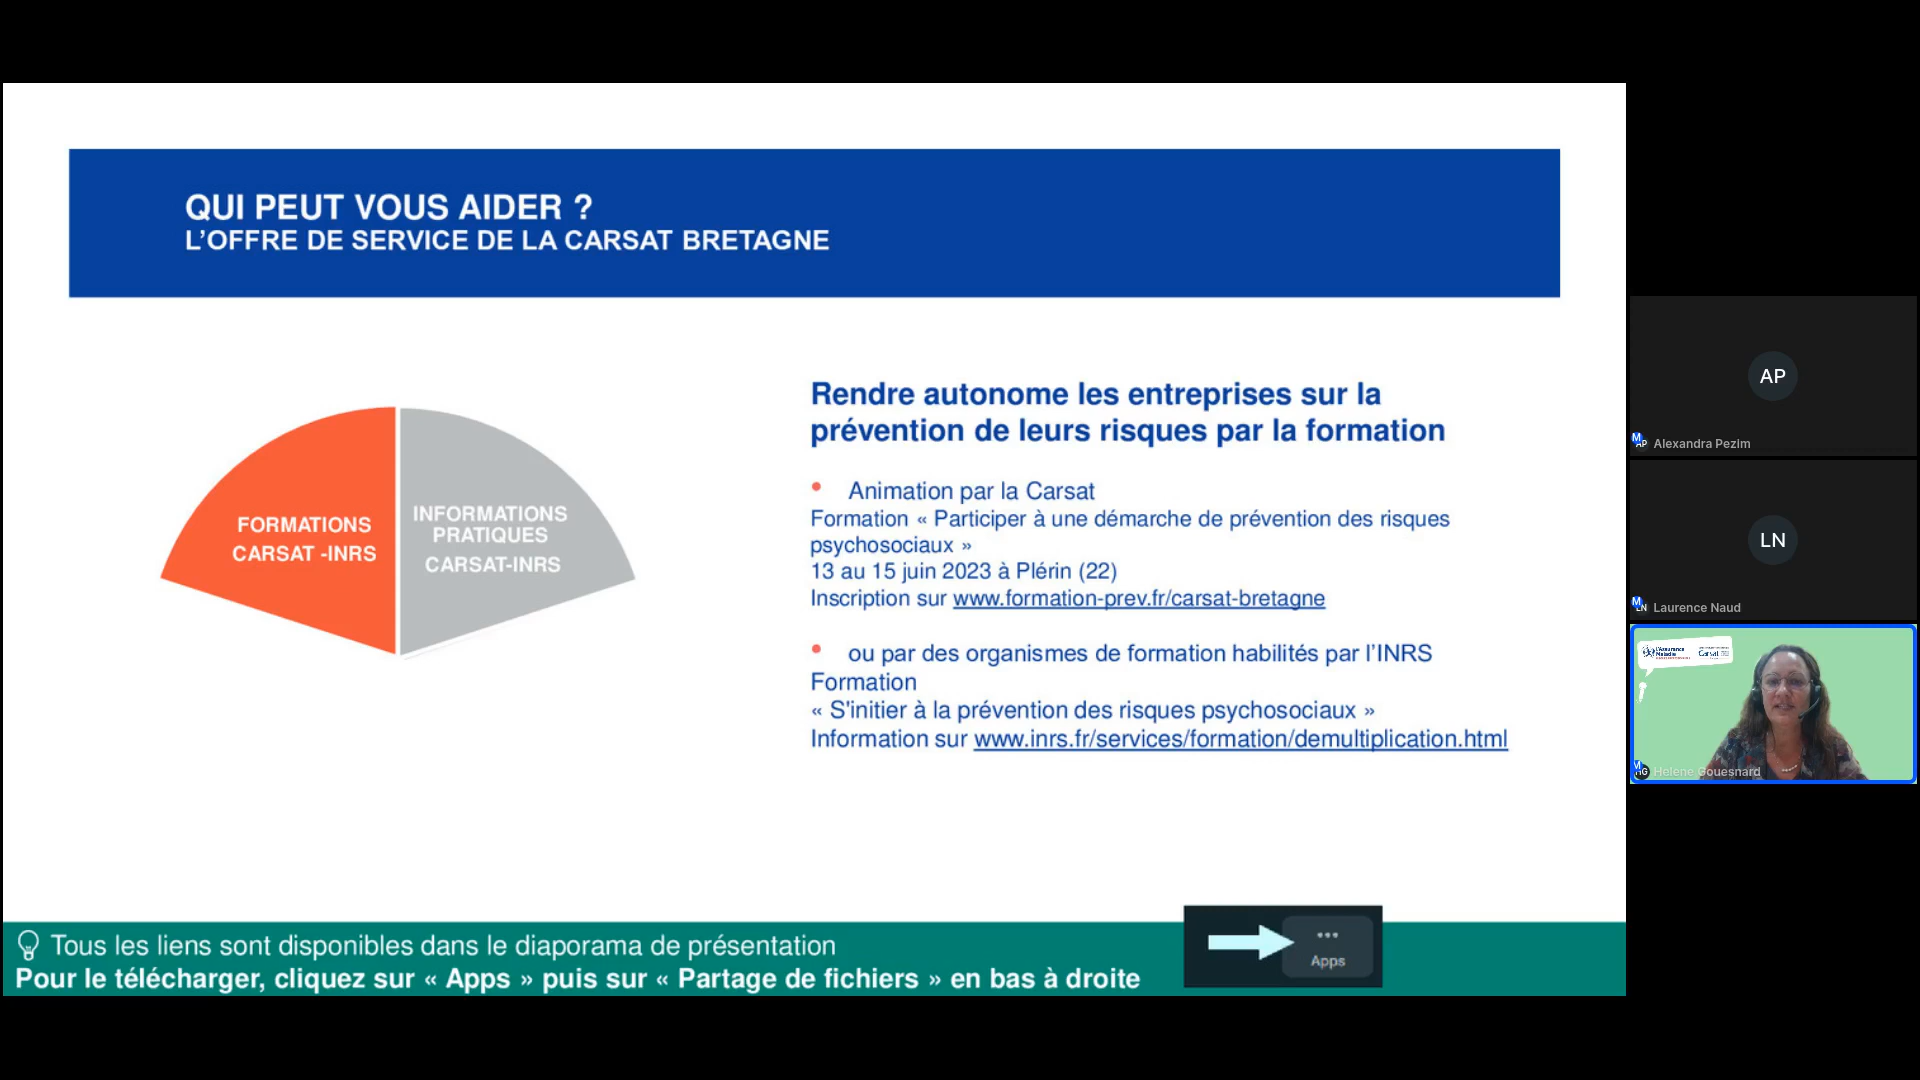 QUI PEUT VOUS AIDER ?
L’OFFRE DE SERVICE DE LA CARSAT BRETAGNE
FORMATIONS
CARSAT -INRS
INFORMATIONS
PRATIQUES
CARSAT-INRS
Rendre autonome les entreprises sur la
prévention de leurs risques par la formation
• Animation par la Carsat
Formation « Participer à une démarche de prévention des risques
psychosociaux »
13 au 15 juin 2023 à Plérin (22)
Inscription sur www.formation-prev.fr/carsat-bretagne
• ou par des organismes de formation habilités par l’INRS
Formation
« S'initier à la prévention des risques psychosociaux »
Information sur www.inrs.fr/services/formation/demultiplication.html
Tous les liens sont disponibles dans le diaporama de présentation
Pour le télécharger, cliquez sur « Apps » puis sur « Partage de fichiers » en bas à droite
Apps
AP
M
AP
Alexandra Pezim
LN
M
LN
Laurence Naud
l'Assurance
Maladie
Carsat
M
HG
Helene Gouesnard